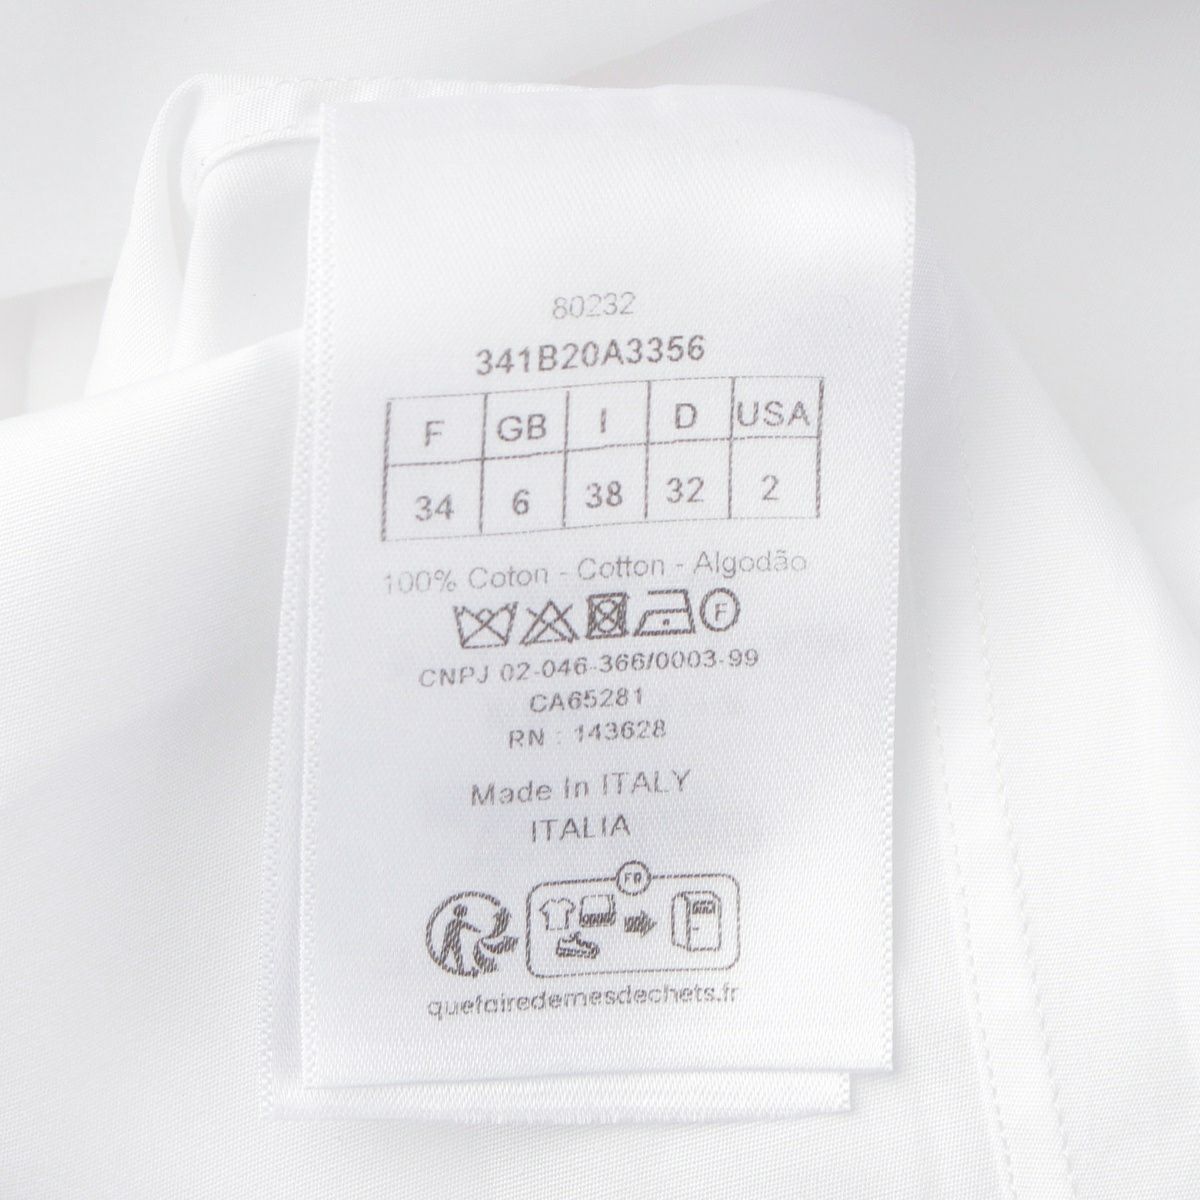 80232
341B20A3356
F GB I D USA
34 6 38 32 2
100% Coton - Cotton - Algodão
F
CNPJ 02-046-366/0003-99
CA65281
RN : 143628
Made In ITALY
ITALIA
FR
quefairedemesdechets.fr